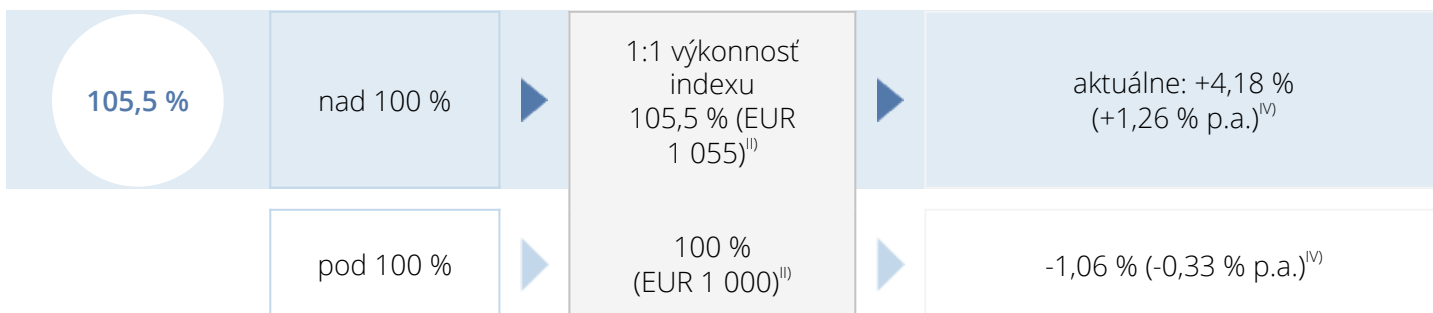 105,5 %
nad 100 %
1:1 výkonnosť
indexu
105,5 % (EUR
1 055)II)
aktuálne: +4,18 %
(+1,26 % p.a.)IV)
pod 100 %
100 %
(EUR 1 000)II)
-1,06 % (-0,33 % p.a.)IV)